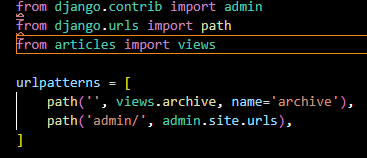 from django.contrib import admin
from django.urls import path
from articles import views

urlpatterns = [
    path('', views.archive, name='archive'),
    path('admin/', admin.site.urls),
]